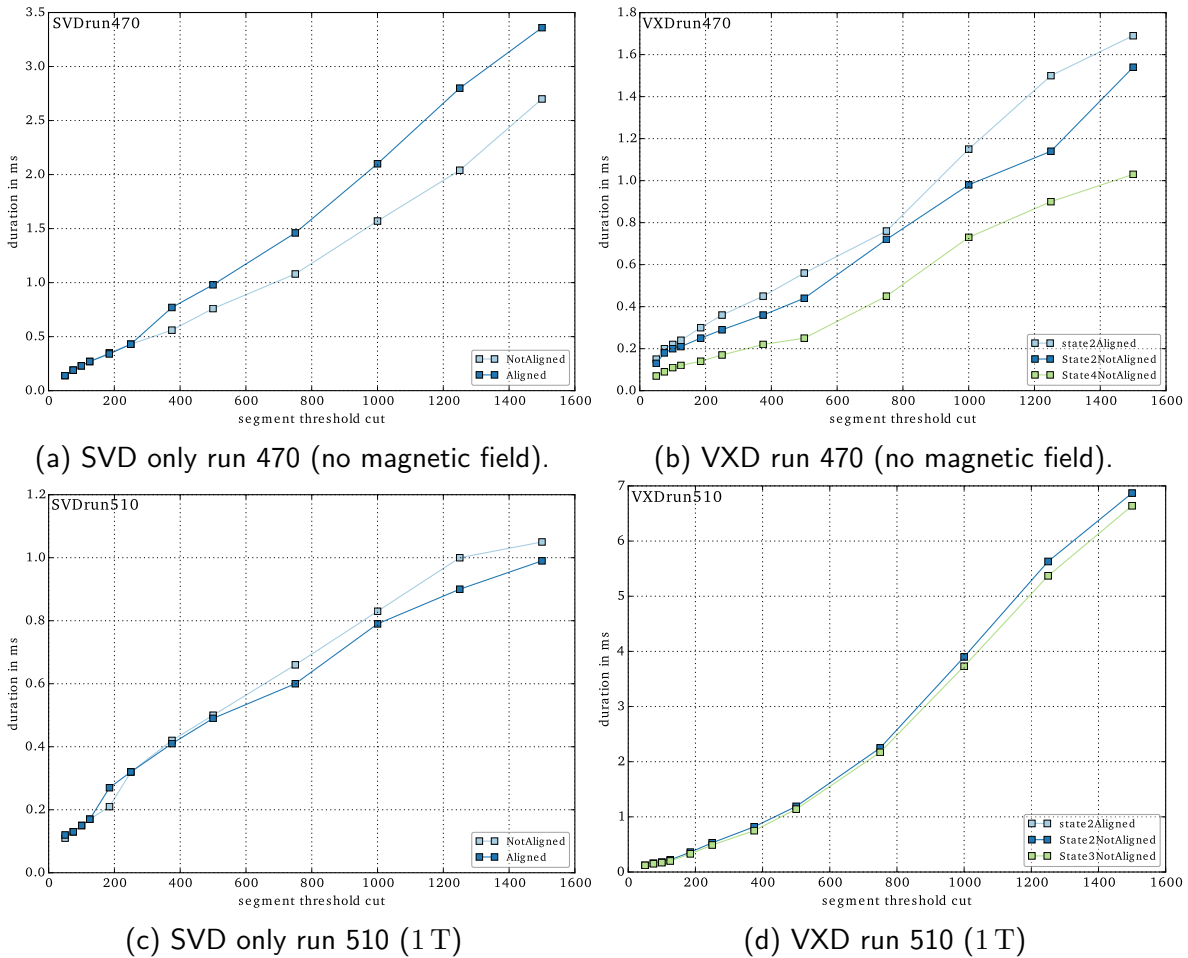 SVDrun470
3.5
3.0
2.5
2.0
1.5
1.0
0.5
0.0
duration in ms
NotAligned
Aligned
0 200 400 600 800 1000 1200 1400 1600
segment threshold cut
(a) SVD only run 470 (no magnetic field).
VXDrun470
1.8
1.6
1.4
1.2
1.0
0.8
0.6
0.4
0.2
0.0
duration in ms
state2Aligned
State2NotAligned
State4NotAligned
0 200 400 600 800 1000 1200 1400 1600
segment threshold cut
(b) VXD run 470 (no magnetic field).
SVDrun510
1.2
1.0
0.8
0.6
0.4
0.2
0.0
duration in ms
NotAligned
Aligned
0 200 400 600 800 1000 1200 1400 1600
segment threshold cut
(c) SVD only run 510 (1 T)
VXDrun510
7
6
5
4
3
2
1
0
duration in ms
state2Aligned
State2NotAligned
State3NotAligned
0 200 400 600 800 1000 1200 1400 1600
segment threshold cut
(d) VXD run 510 (1 T)